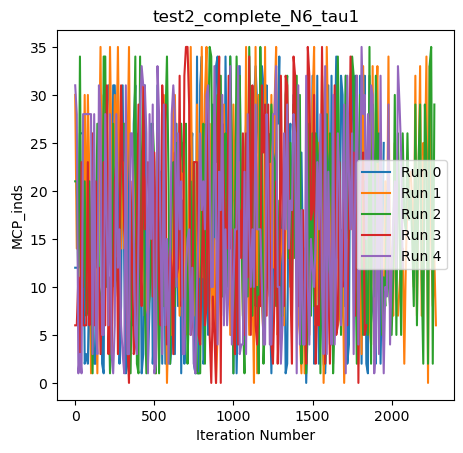 test2_complete_N6_tau1
35
30
25
20
15
10
5
0
MCP_inds
Run 0
Run 1
Run 2
Run 3
Run 4
0 500 1000 1500 2000
Iteration Number